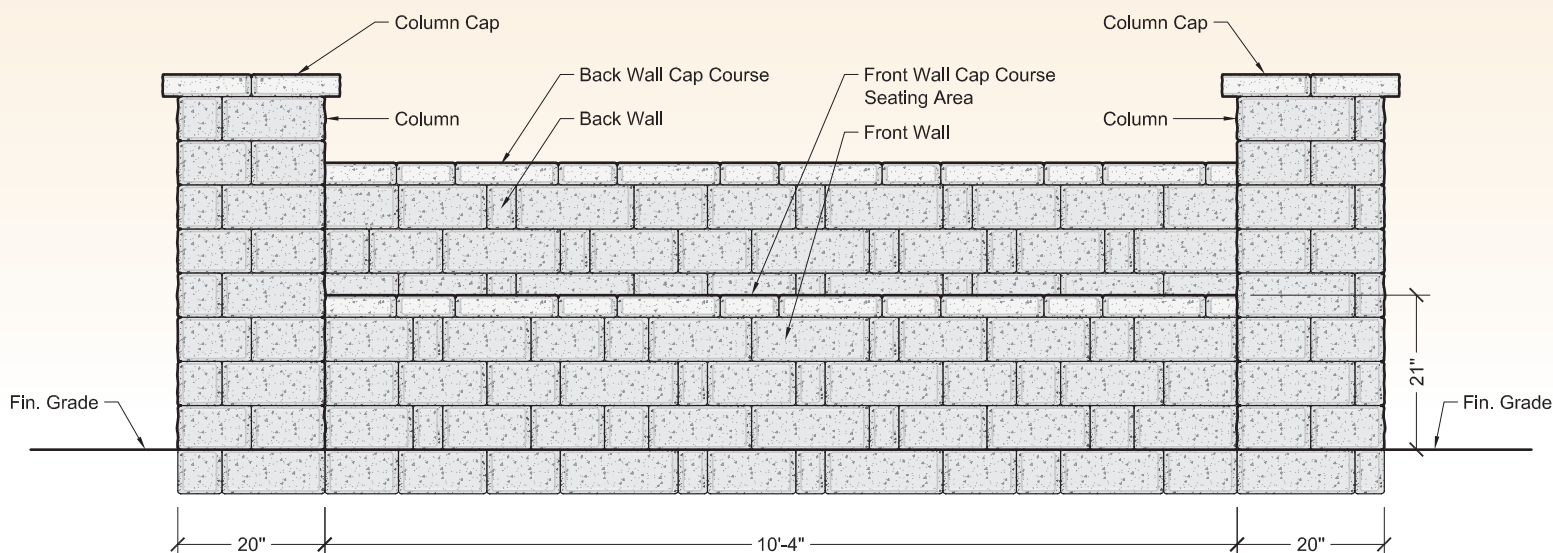 Column Cap
Column Cap
Back Wall Cap Course
Front Wall Cap Course
Seating Area
Column
Back Wall
Front Wall
Column
21"
Fin. Grade
Fin. Grade
20"
10'-4"
20"